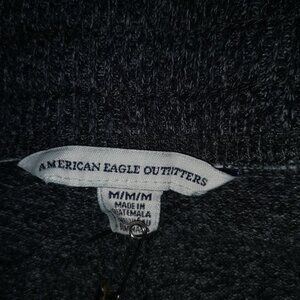 AMERICAN EAGLE OUTFITTERS
M/M/M
MADE IN
GUATEMALA